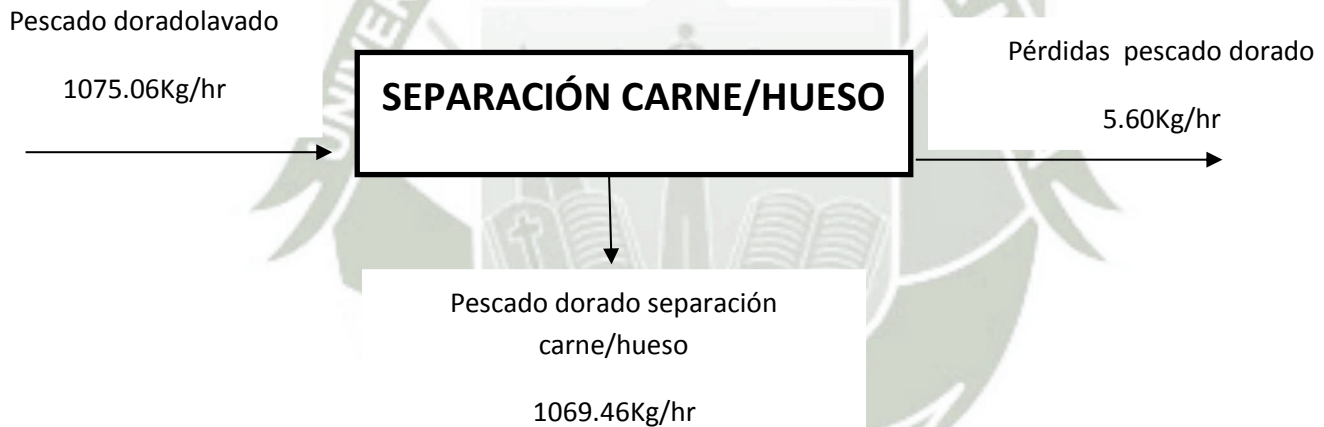 Pescado doradolavado
1075.06Kg/hr
SEPARACIÓN CARNE/HUESO
Pérdidas pescado dorado
5.60Kg/hr
Pescado dorado separación
carne/hueso
1069.46Kg/hr